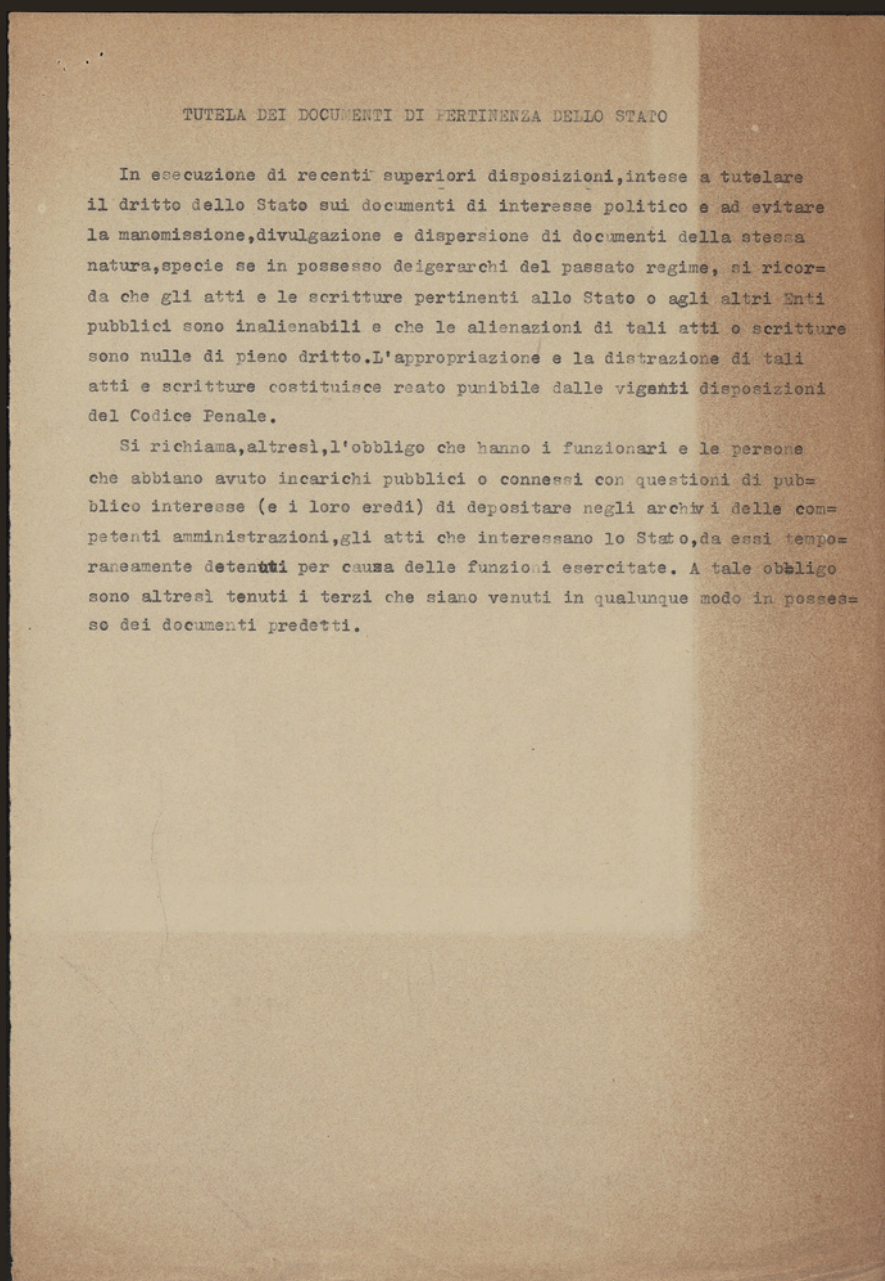 TUTELA DEI DOCUMENTI DI PERTINENZA DELLO STATO
In esecuzione di recenti superiori disposizioni,intese a tutelare
il dritto dello Stato sui documenti di interesse politico e ad evitare
la manomissione,divulgazione e dispersione di documenti della stessa
natura,specie se in possesso deigerarchi del passato regime, si ricor=
da che gli atti e le scritture pertinenti allo Stato o agli altri Enti
pubblici sono inalienabili e che le alienazioni di tali atti o scritture
sono nulle di pieno dritto.L'appropriazione e la distrazione di tali
atti e scritture costituisce reato punibile dalle vigenti disposizioni
del Codice Penale.
Si richiama,altresì,l'obbligo che hanno i funzionari e le persone
che abbiano avuto incarichi pubblici o connessi con questioni di pub=
blico interesse (e i loro eredi) di depositare negli archivi delle com=
petenti amministrazioni,gli atti che interessano lo Stato,da essi tempo=
raneamente detenuti per causa delle funzioni esercitate. A tale obbligo
sono altresì tenuti i terzi che siano venuti in qualunque modo in posses=
so dei documenti predetti.